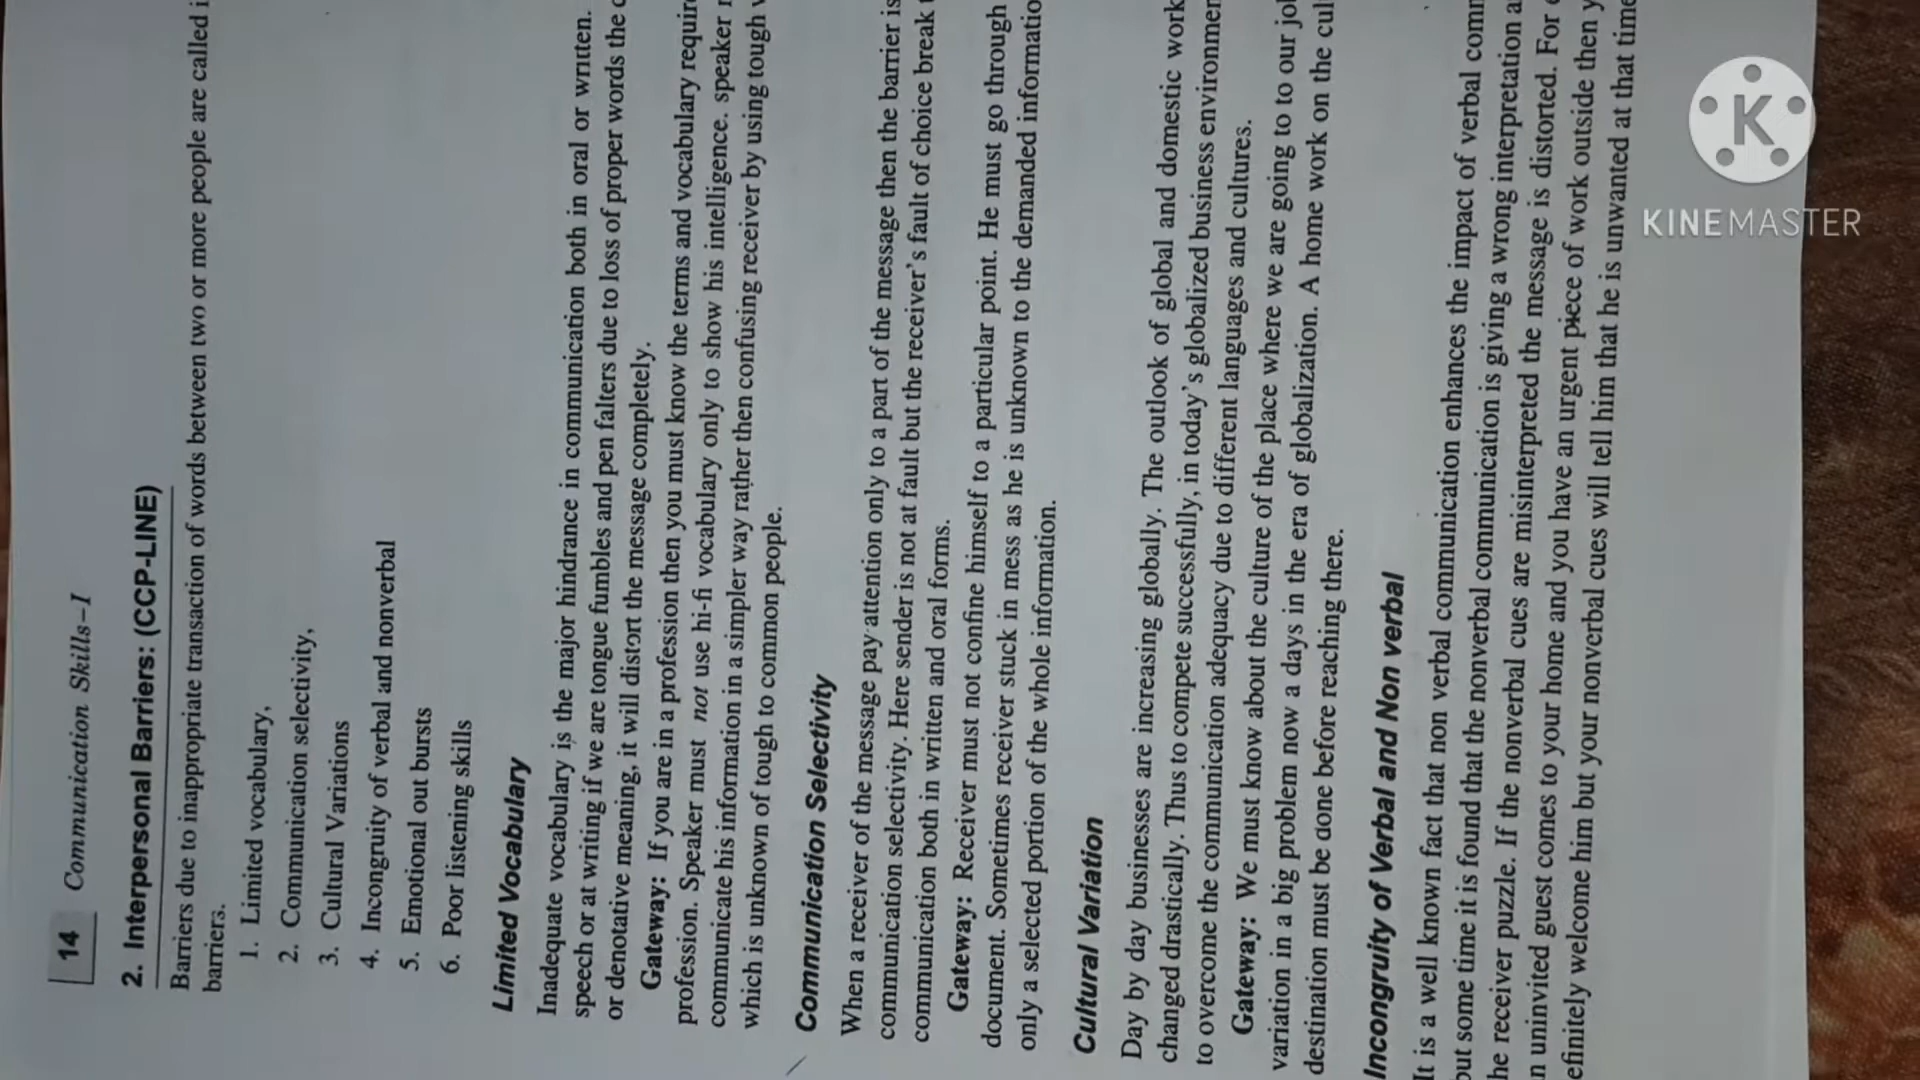 14 Communication Skills–I
2. Interpersonal Barriers: (CCP-LINE)
Barriers due to inappropriate transaction of words between two or more people are called
barriers.
1. Limited vocabulary,
2. Communication selectivity,
3. Cultural Variations
4. Incongruity of verbal and nonverbal
5. Emotional out bursts
6. Poor listening skills
Limited Vocabulary
Inadequate vocabulary is the major hindrance in communication both in oral or written.
speech or at writing if we are tongue fumbles and pen falters due to loss of proper words the
or denotative meaning, it will distort the message completely.
Gateway: If you are in a profession then you must know the terms and vocabulary
profession. Speaker must not use hi-fi vocabulary only to show his intelligence. speaker
communicate his information in a simpler way rather then confusing receiver by using tough
which is unknown of tough to common people.
Communication Selectivity
When a receiver of the message pay attention only to a part of the message then the barrier is
communication selectivity. Here sender is not at fault but the receiver's fault of choice break
communication both in written and oral forms.
Gateway: Receiver must not confine himself to a particular point. He must go through
document. Sometimes receiver stuck in mess as he is unknown to the demanded
only a selected portion of the whole information.
Cultural Variation
Day by day businesses are increasing globally. The outlook of global and domestic work
changed drastically. Thus to compete successfully, in today's globalized business
to overcome the communication adequacy due to different languages and cultures.
Gateway: We must know about the culture of the place where we are going to to our
variation in a big problem now a days in the era of globalization. A home work on the
destination must be done before reaching there.
Incongruity of Verbal and Non verbal
It is a well known fact that non verbal communication enhances the impact of verbal
but some time it is found that the nonverbal communication is giving a wrong interpretation
he receiver puzzle. If the nonverbal cues are misinterpreted the message is distorted. For
n uninvited guest comes to your home and you have an urgent piece of work outside then
efinitely welcome him but your nonverbal cues will tell him that he is unwanted at that time
K
KINEMASTER